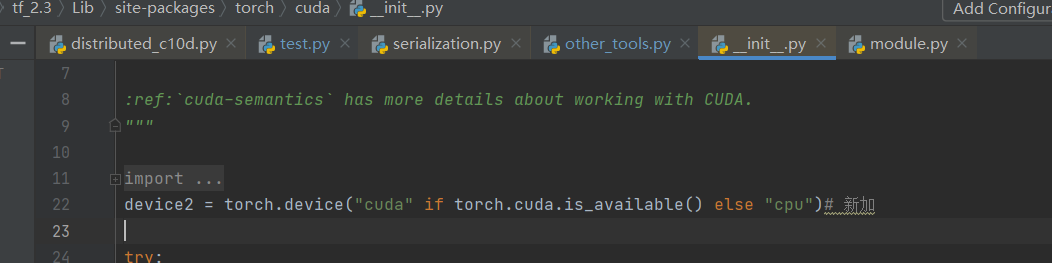 tf_2.3 › Lib › site-packages › torch › cuda › __init__.py
Add Configura
distributed_c10d.py × test.py × serialization.py × other_tools.py × __init__.py × module.py ×
7
8 :ref:`cuda-semantics` has more details about working with CUDA.
9 """
10
11 import ...
22 device2 = torch.device("cuda" if torch.cuda.is_available() else "cpu")# 新加
23
24 try: